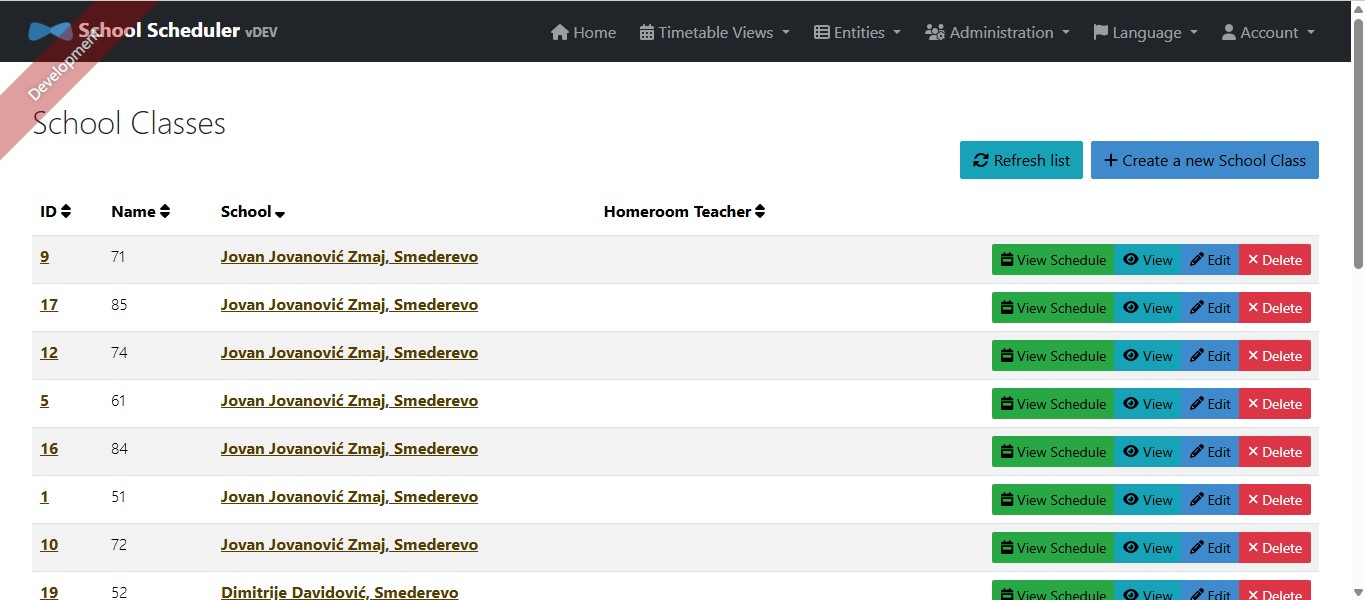 School Scheduler vDEV Home Timetable Views Entities Administration Language Account
Development
School Classes
Refresh list Create a new School Class
ID Name School Homeroom Teacher
9 71 Jovan Jovanović Zmaj, Smederevo View Schedule View Edit Delete
17 85 Jovan Jovanović Zmaj, Smederevo View Schedule View Edit Delete
12 74 Jovan Jovanović Zmaj, Smederevo View Schedule View Edit Delete
5 61 Jovan Jovanović Zmaj, Smederevo View Schedule View Edit Delete
16 84 Jovan Jovanović Zmaj, Smederevo View Schedule View Edit Delete
1 51 Jovan Jovanović Zmaj, Smederevo View Schedule View Edit Delete
10 72 Jovan Jovanović Zmaj, Smederevo View Schedule View Edit Delete
19 52 Dimitrije Davidović, Smederevo View Schedule View Edit Delete